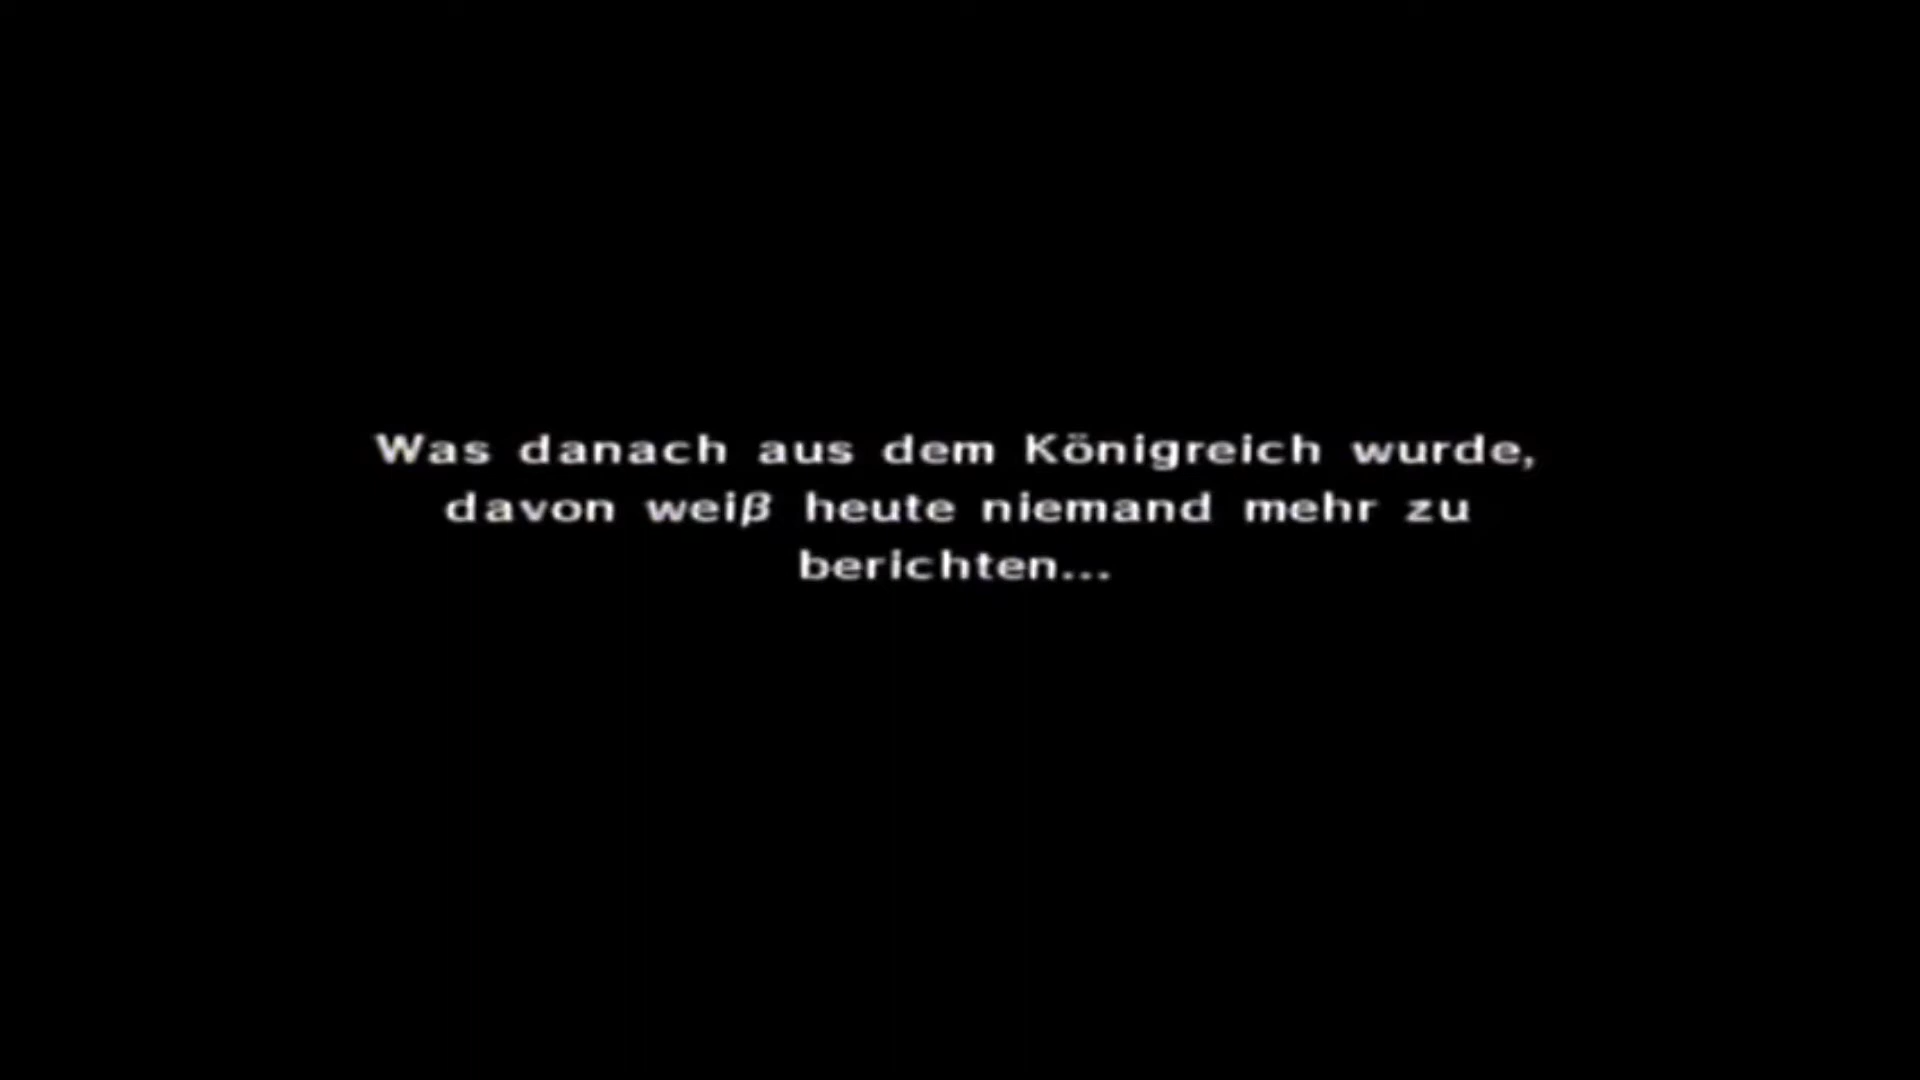 Was danach aus dem Königreich wurde,
davon weiß heute niemand mehr zu
berichten...